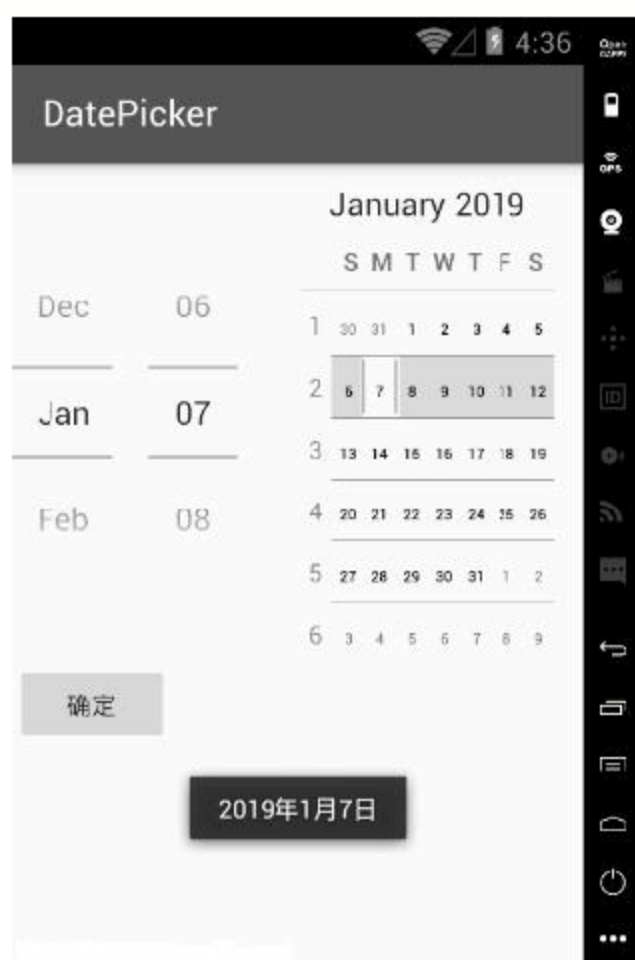 4:36
DatePicker
January 2019
S M T W T F S
Dec 06
1 30 31 1 2 3 4 5
Jan 07
2 6 7 8 9 10 11 12
3 13 14 15 16 17 18 19
Feb 08
4 20 21 22 23 24 25 26
5 27 28 29 30 31 1 2
6 3 4 5 6 7 8 9
确定
2019年1月7日
GPS
ID